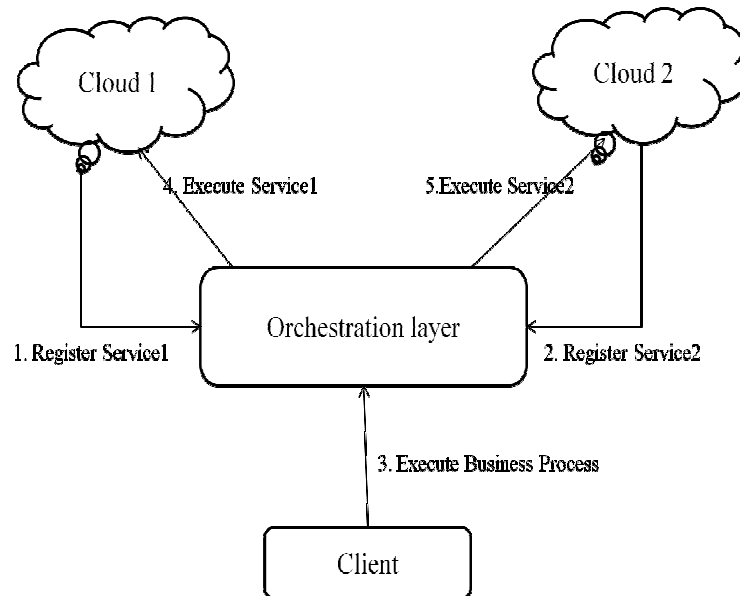 Cloud 1
Cloud 2
4. Execute Service1
5.Execute Service2
Orchestration layer
1. Register Service1
2. Register Service2
3. Execute Business Process
Client